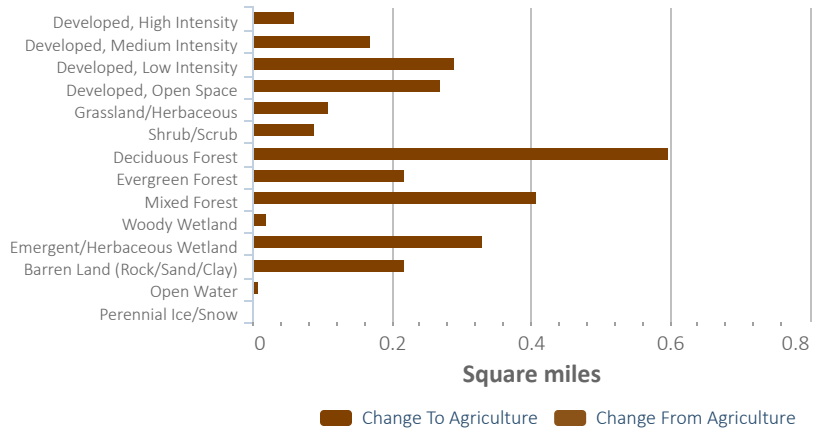 Developed, High Intensity
Developed, Medium Intensity
Developed, Low Intensity
Developed, Open Space
Grassland/Herbaceous
Shrub/Scrub
Deciduous Forest
Evergreen Forest
Mixed Forest
Woody Wetland
Emergent/Herbaceous Wetland
Barren Land (Rock/Sand/Clay)
Open Water
Perennial Ice/Snow
0 0.2 0.4 0.6 0.8
Square miles
Change To Agriculture Change From Agriculture